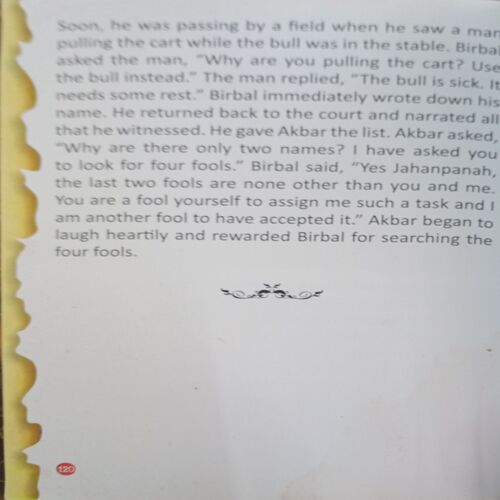 Soon, he was passing by a field when he saw a man
pulling the cart while the bull was in the stable. Birbal
asked the man, "Why are you pulling the cart? Use
the bull instead." The man replied, "The bull is sick. It
needs some rest." Birbal immediately wrote down his
name. He returned back to the court and narrated all
that he witnessed. He gave Akbar the list. Akbar asked,
"Why are there only two names? I have asked you
to look for four fools." Birbal said, "Yes Jahanpanah,
the last two fools are none other than you and me.
You are a fool yourself to assign me such a task and I
am another fool to have accepted it." Akbar began to
laugh heartily and rewarded Birbal for searching the
four fools.
120